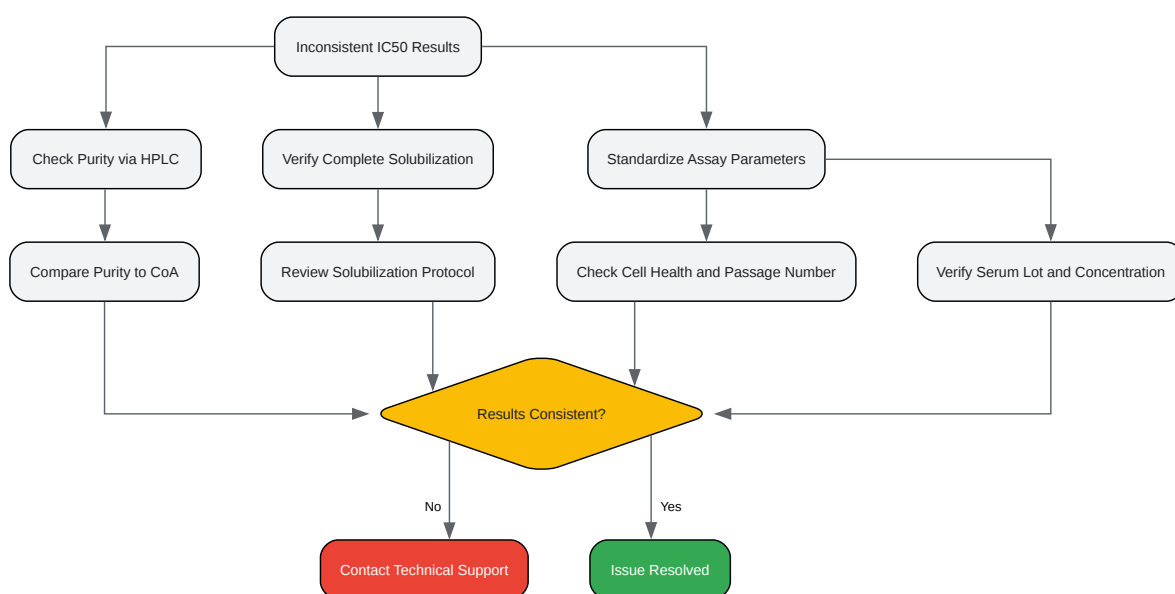 Inconsistent IC50 Results
Check Purity via HPLC
Verify Complete Solubilization
Standardize Assay Parameters
Compare Purity to CoA
Review Solubilization Protocol
Check Cell Health and Passage Number
Verify Serum Lot and Concentration
Results Consistent?
No
Yes
Contact Technical Support
Issue Resolved